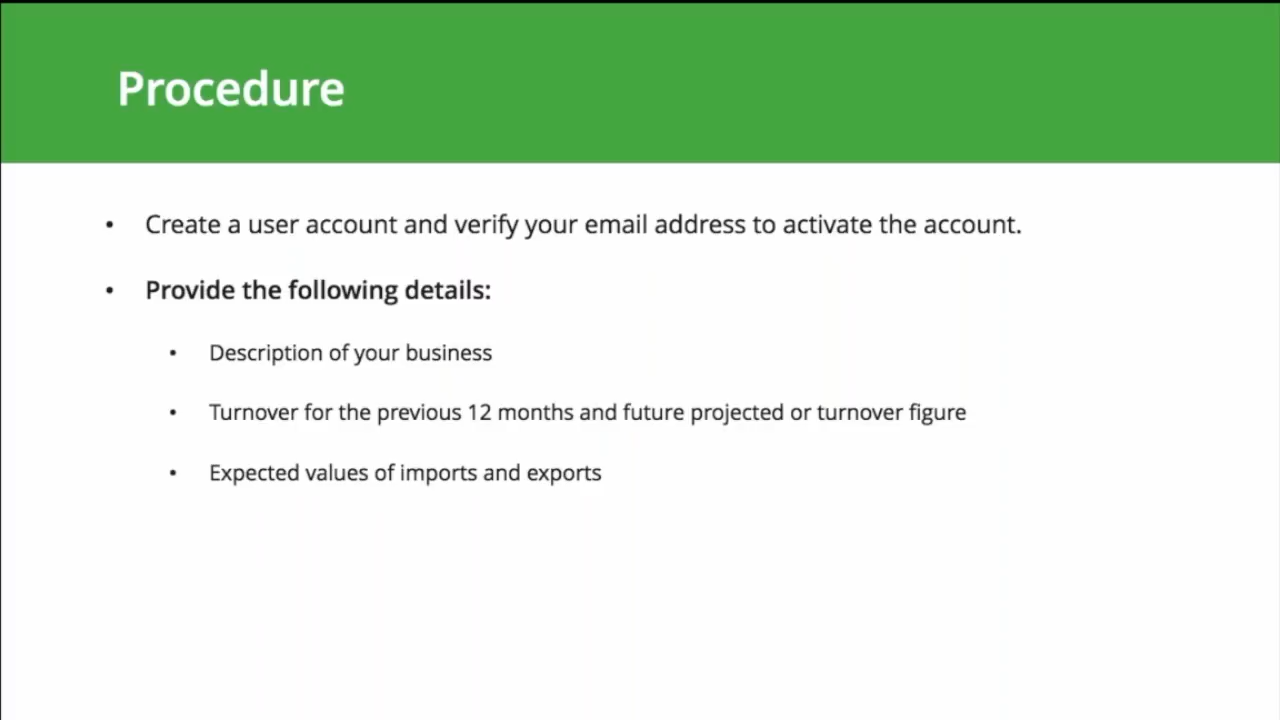 Procedure
• Create a user account and verify your email address to activate the account.
• Provide the following details:
• Description of your business
• Turnover for the previous 12 months and future projected or turnover figure
• Expected values of imports and exports